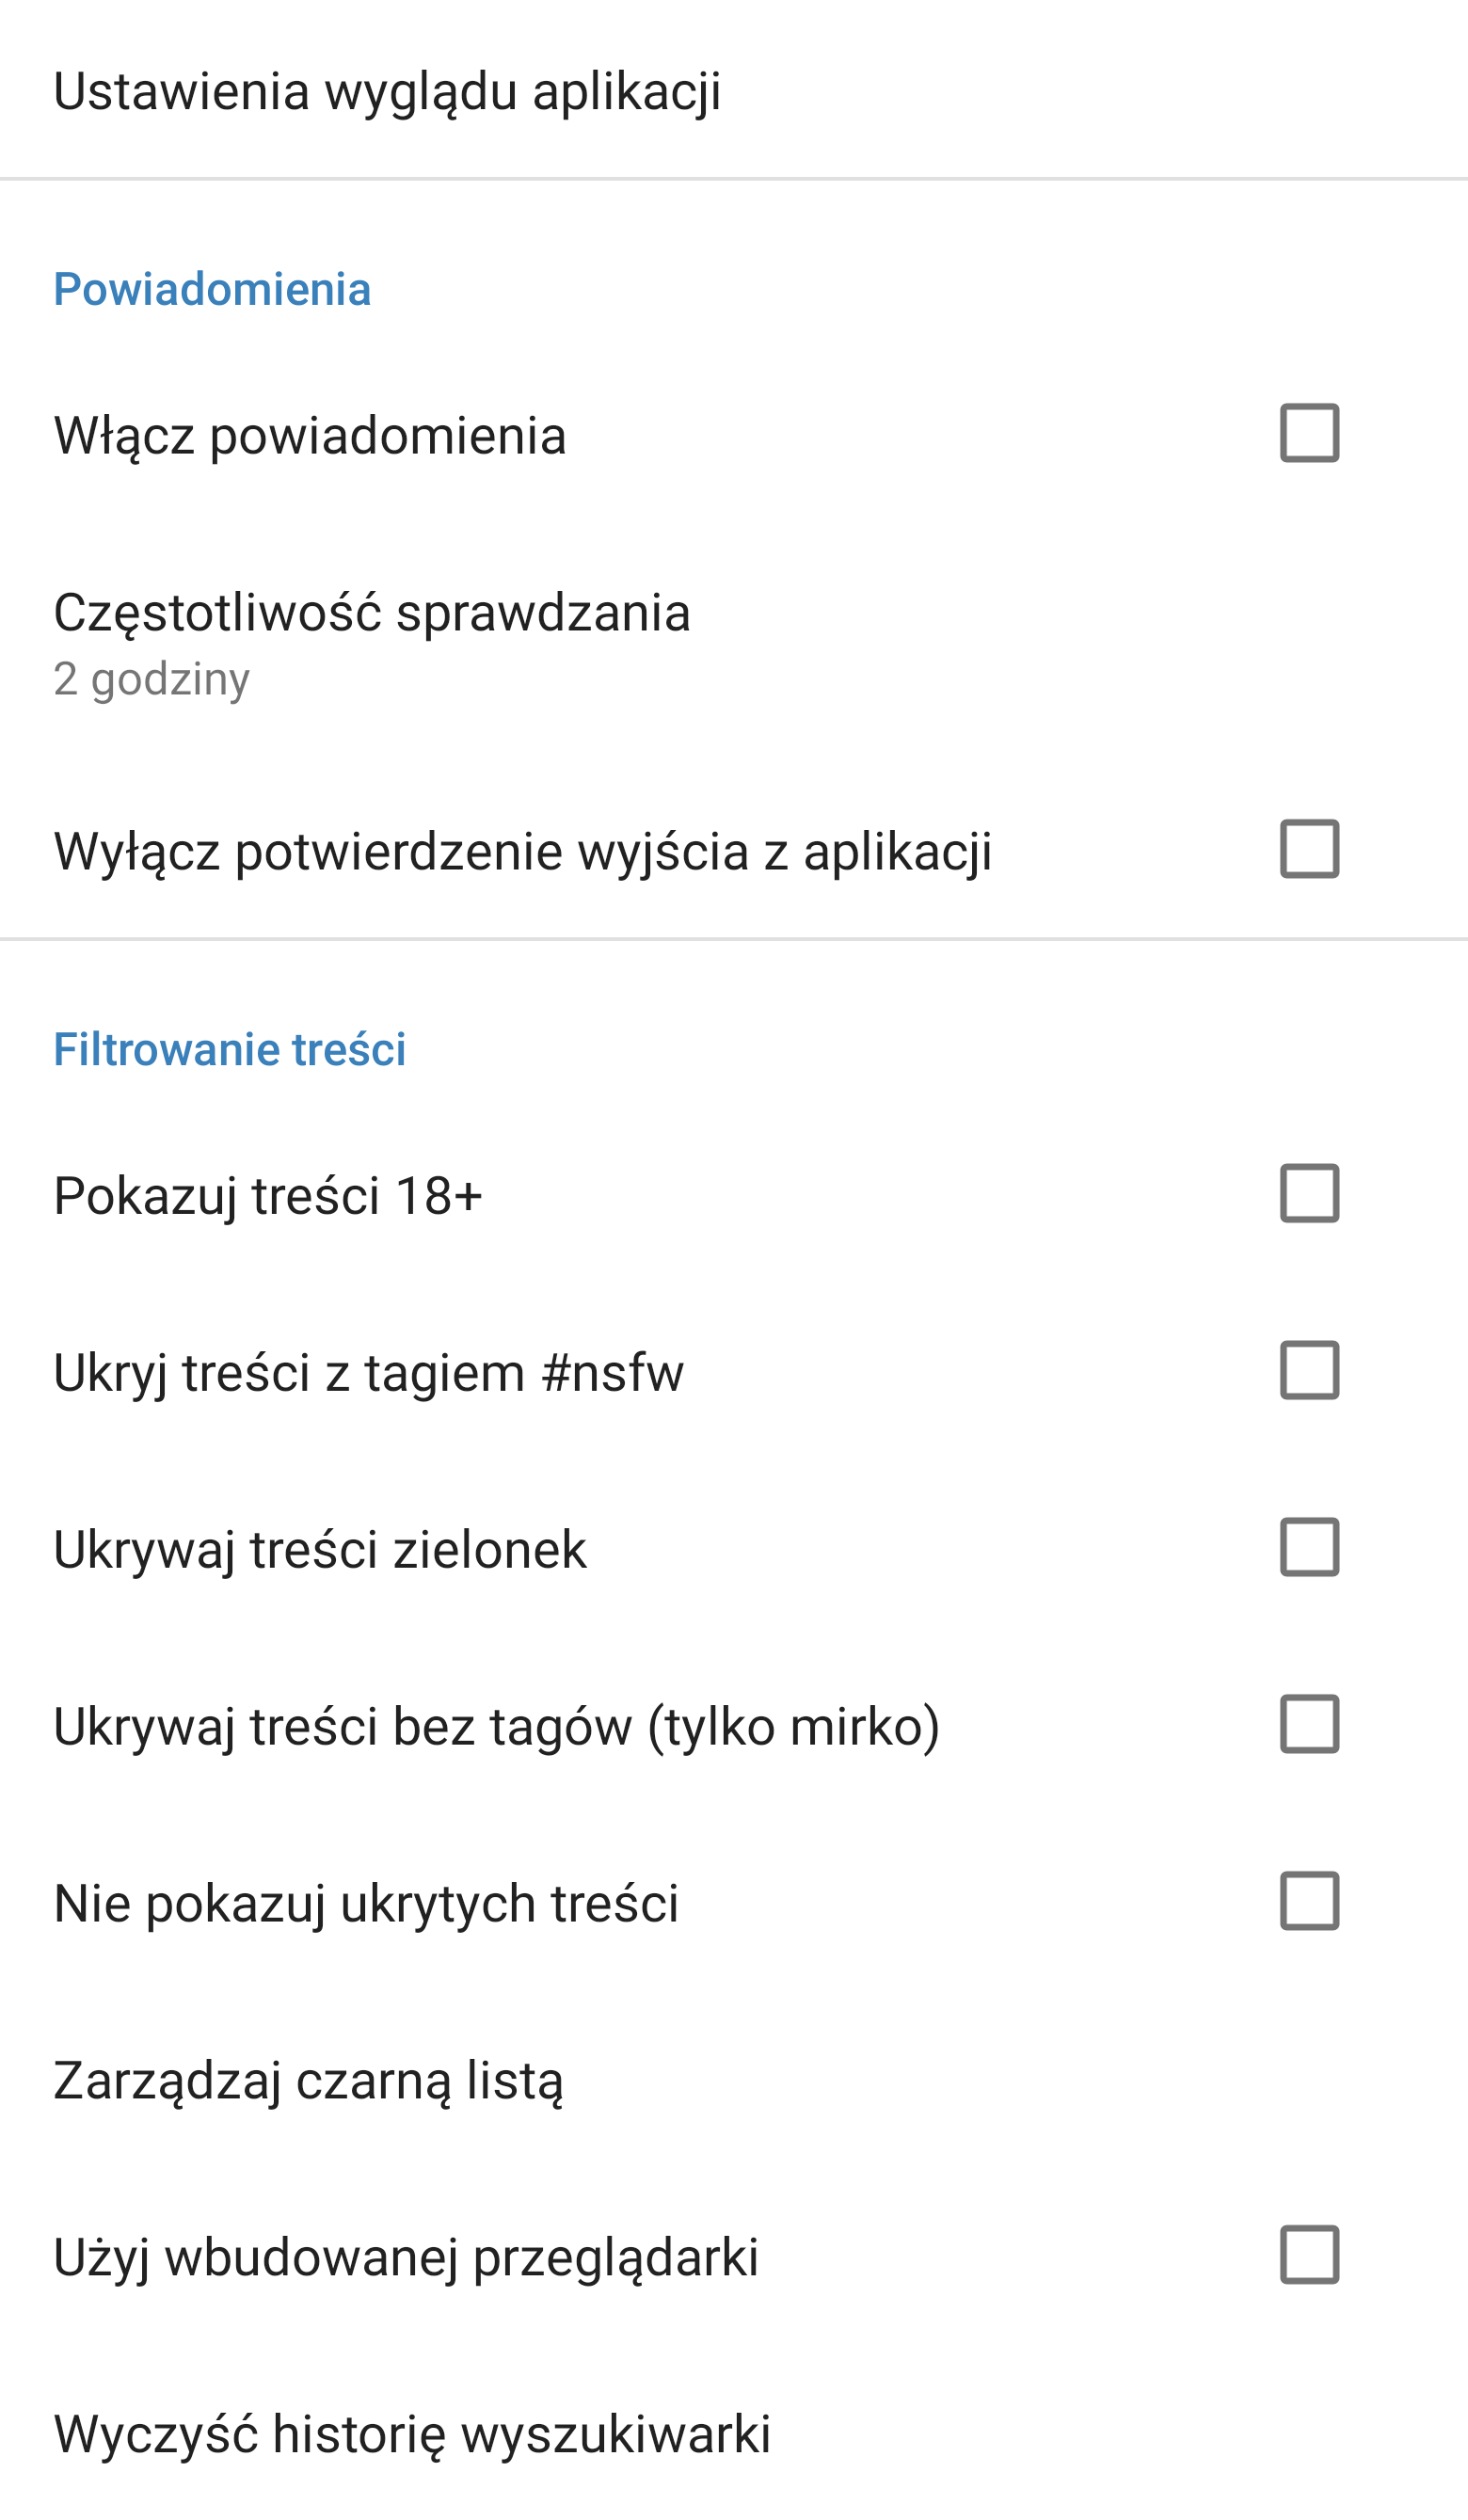 Ustawienia wyglądu aplikacji
Powiadomienia
Włącz powiadomienia
Częstotliwość sprawdzania
2 godziny
Wyłącz potwierdzenie wyjścia z aplikacji
Filtrowanie treści
Pokazuj treści 18+
Ukryj treści z tagiem #nsfw
Ukrywaj treści zielonek
Ukrywaj treści bez tagów (tylko mirko)
Nie pokazuj ukrytych treści
Zarządzaj czarną listą
Użyj wbudowanej przeglądarki
Wyczyść historię wyszukiwarki